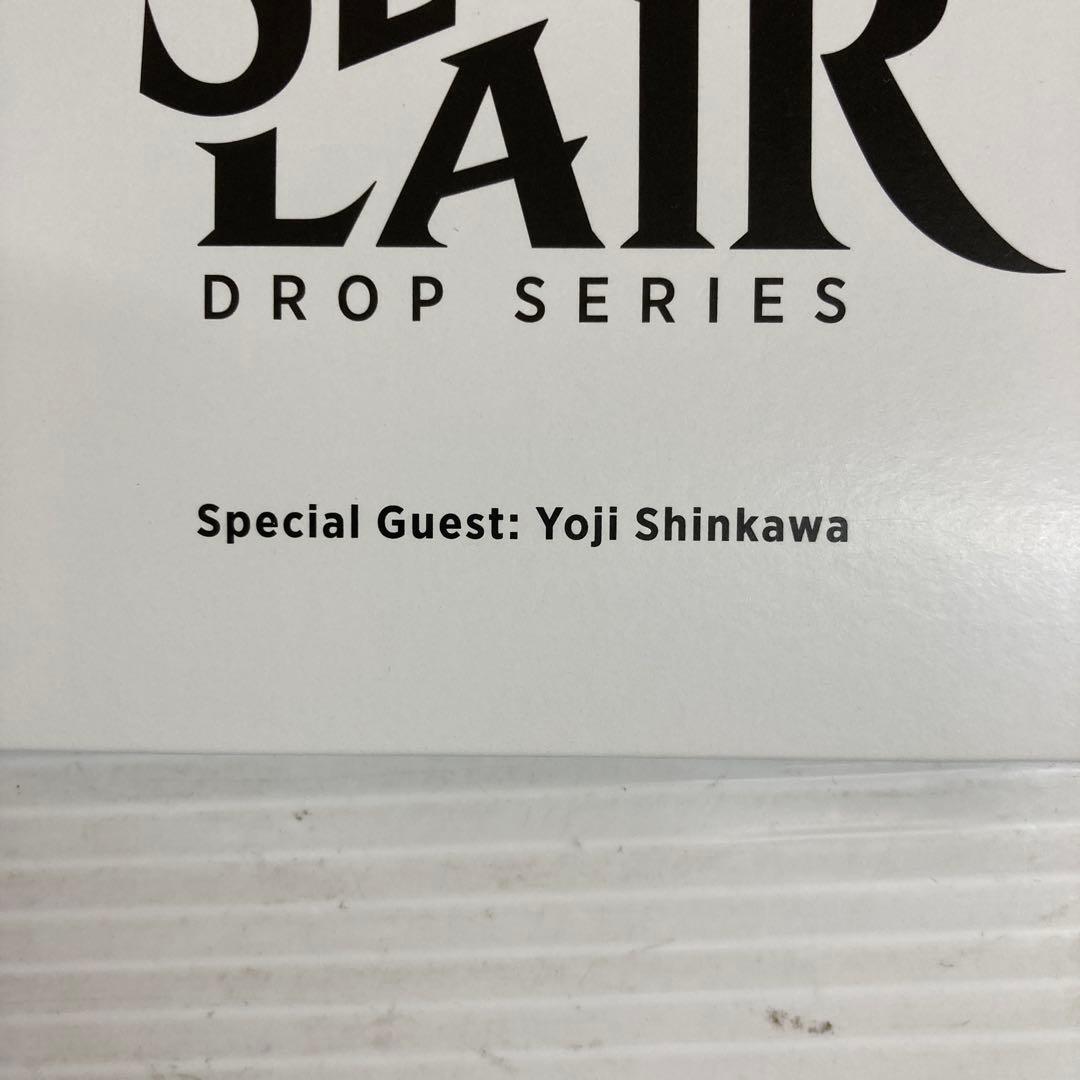 LAIR
DROP SERIES
Special Guest: Yoji Shinkawa